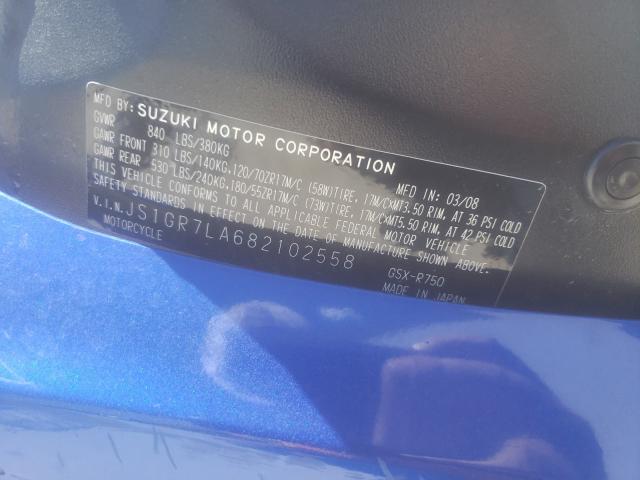 MFD BY: SUZUKI MOTOR CORPORATION
GVWR 840 LBS/380KG MFD IN 03/08
GAWR FRONT 310 LBS/140KG,120/70ZR17M/C (58W)TIRE, 17M/CXMT3.50 RIM, AT 36 PSI COLD
GAWR REAR 530 LBS/240KG,180/55ZR17M/C (73W)TIRE, 17M/CXMT5.50 RIM, AT 42 PSI COLD
THIS VEHICLE CONFORMS TO ALL APPLICABLE FEDERAL MOTOR VEHICLE
SAFETY STANDARDS IN EFFECT ON THE DATE OF MANUFACTURE SHOWN ABOVE.
V.I.N. JS1GR7LA682102558 GSX-R750
MOTORCYCLE MADE IN JAPAN